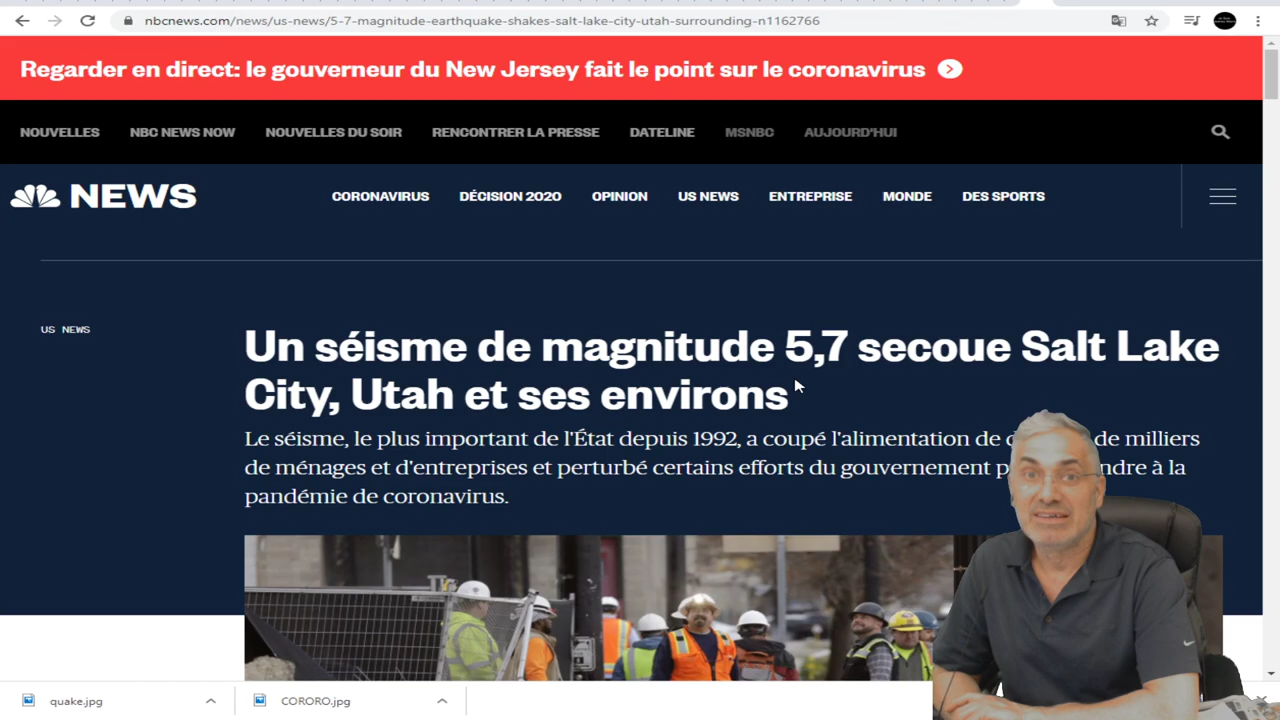 nbcnews.com/news/us-news/5-7-magnitude-earthquake-shakes-salt-lake-city-utah-surrounding-n1162766
Regarder en direct: le gouverneur du New Jersey fait le point sur le coronavirus
NOUVELLES NBC NEWS NOW NOUVELLES DU SOIR RENCONTRER LA PRESSE DATELINE MSNBC AUJOURD'HUI
NEWS CORONAVIRUS DÉCISION 2020 OPINION US NEWS ENTREPRISE MONDE DES SPORTS
US NEWS
Un séisme de magnitude 5,7 secoue Salt Lake
City, Utah et ses environs
Le séisme, le plus important de l'État depuis 1992, a coupé l'alimentation de de milliers
de ménages et d'entreprises et perturbé certains efforts du gouvernement à la
pandémie de coronavirus.
quake.jpg CORORO.jpg